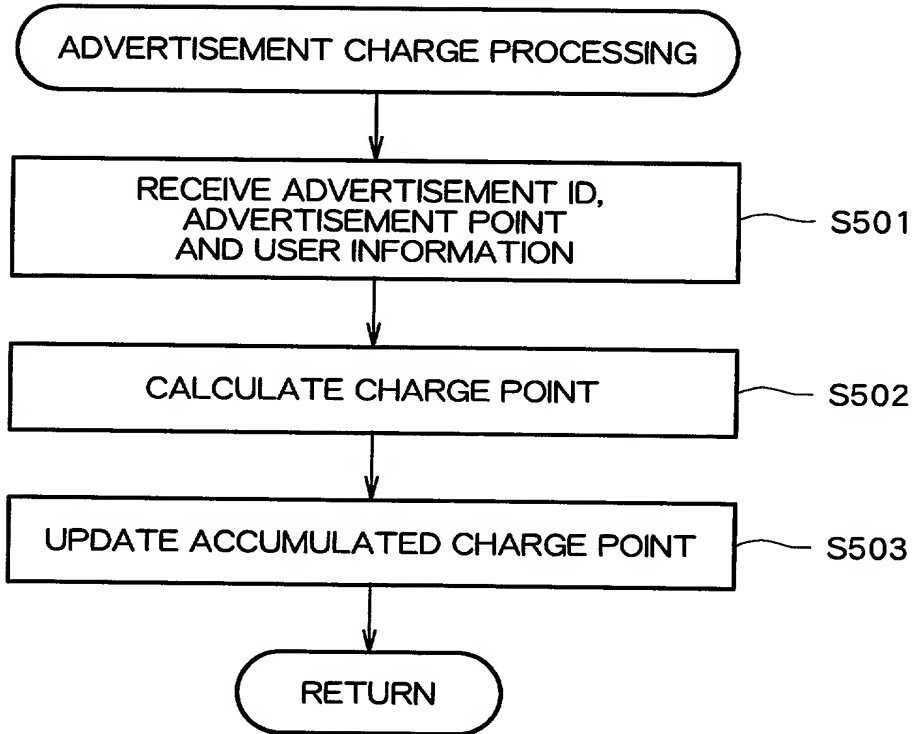 ADVERTISEMENT CHARGE PROCESSING
RECEIVE ADVERTISEMENT ID,
ADVERTISEMENT POINT
AND USER INFORMATION
S501
CALCULATE CHARGE POINT
S502
UPDATE ACCUMULATED CHARGE POINT
S503
RETURN